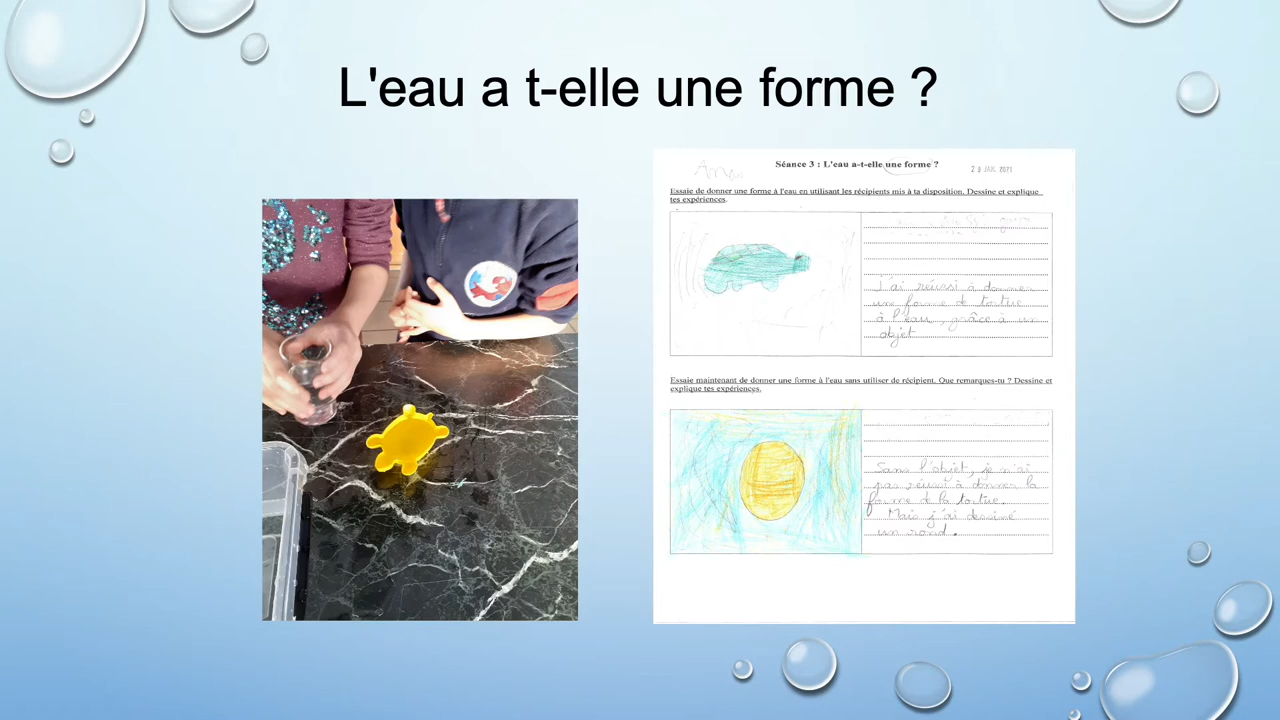 L'eau a t-elle une forme ?
Séance 3 : L'eau a-t-elle une forme ?
Essaie de donner une forme à l'eau en utilisant les récipients mis à ta disposition. Dessine et explique
tes expériences.
J'ai réussi à donner
une forme de tortue
à l'eau, grâce à un
objet
Essaie maintenant de donner une forme à l'eau sans utiliser de récipient. Que remarques-tu ? Dessine et
explique tes expériences.
Sans l'objet, je n'ai
pas réussi à donner la
forme de la tortue.
Mais j'ai dessiné
un rond.